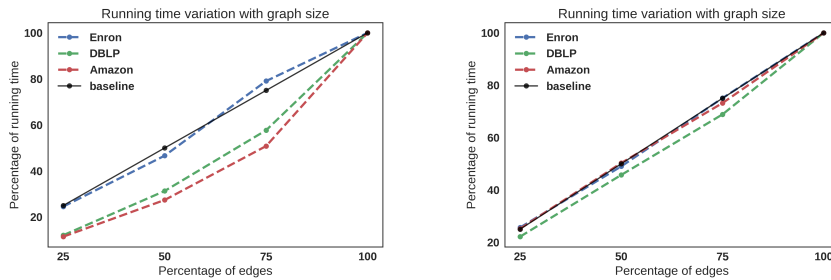 Running time variation with graph size
Percentage of running time
100
80
60
40
20
Enron
DBLP
Amazon
baseline
25
50
75
100
Percentage of edges
Running time variation with graph size
Percentage of running time
100
80
60
40
20
Enron
DBLP
Amazon
baseline
25
50
75
100
Percentage of edges